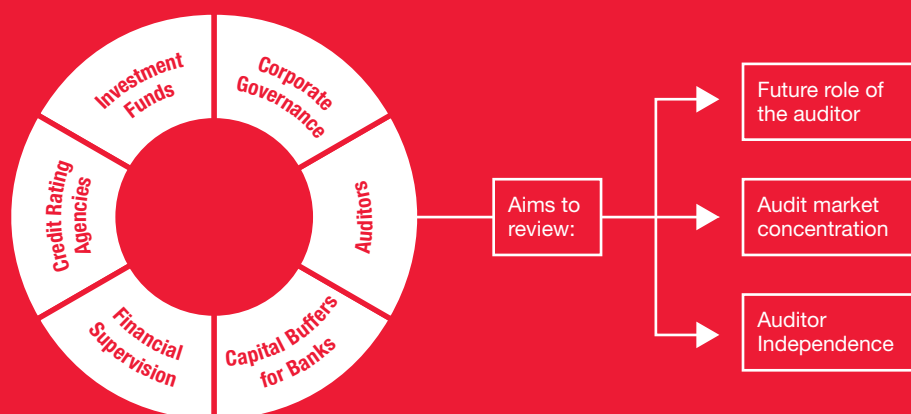 Investment
Funds
Corporate
Governance
Credit Rating
Agencies
Auditors
Financial
Supervision
Capital Buffers
for Banks
Aims to
review:
Future role of
the auditor
Audit market
concentration
Auditor
Independence